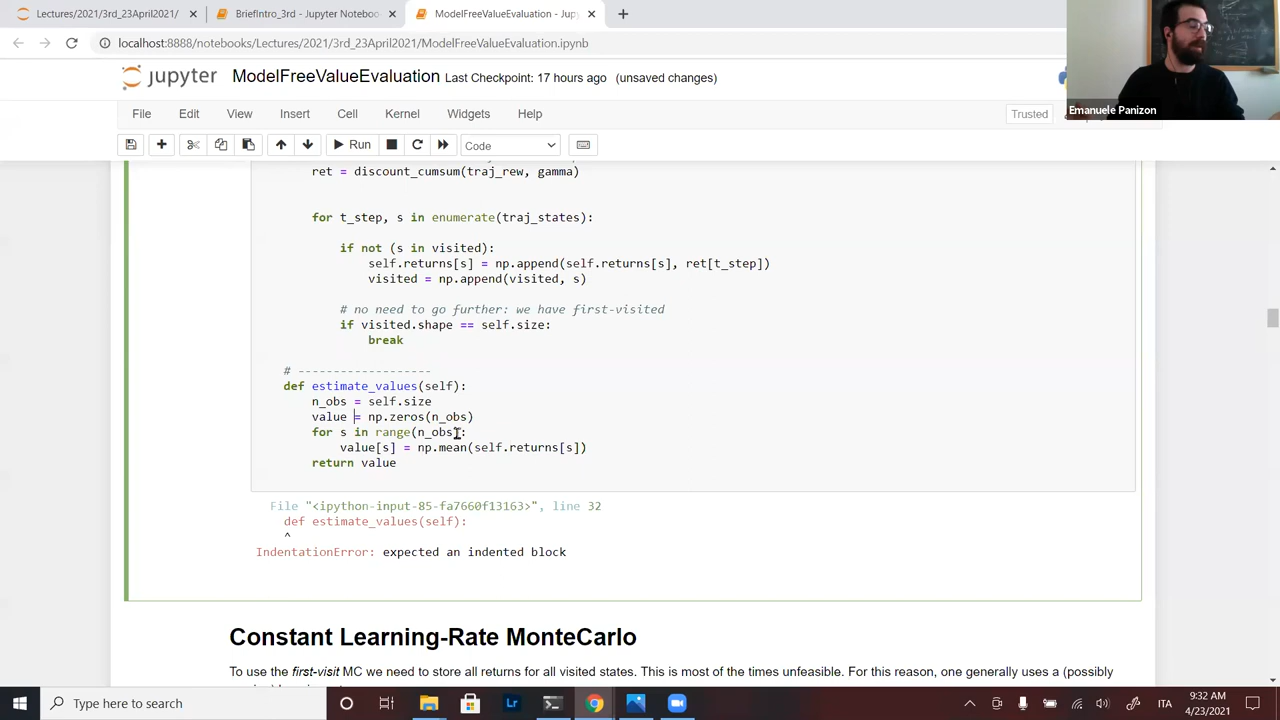 Lectures/2021/3rd_23April2021/
BriefIntro_3rd - Jupyter Notebook
ModelFreeValueEvaluation - Jup
localhost:8888/notebooks/Lectures/2021/3rd_23April2021/ModelFreeValueEvaluation.ipynb
Emanuele Panizon
jupyter ModelFreeValueEvaluation Last Checkpoint: 17 hours ago (unsaved changes)
File Edit View Insert Cell Kernel Widgets Help
Trusted
Run Code
ret = discount_cumsum(traj_rew, gamma)
for t_step, s in enumerate(traj_states):
if not (s in visited):
self.returns[s] = np.append(self.returns[s], ret[t_step])
visited = np.append(visited, s)
# no need to go further: we have first-visited
if visited.shape == self.size:
break
# -------------------
def estimate_values(self):
n_obs = self.size
value = np.zeros(n_obs)
for s in range(n_obs):
value[s] = np.mean(self.returns[s])
return value
File "<ipython-input-85-fa7660f13163>", line 32
def estimate_values(self):
^
IndentationError: expected an indented block
Constant Learning-Rate MonteCarlo
To use the first-visit MC we need to store all returns for all visited states. This is most of the times unfeasible. For this reason, one generally uses a (possibly
Type here to search
ITA
9:32 AM
4/23/2021